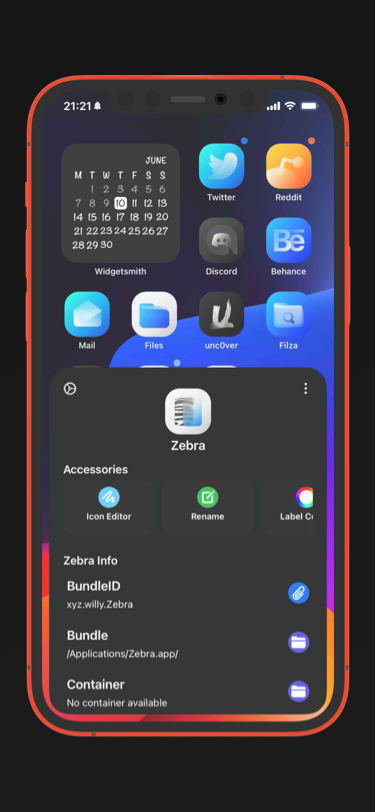 21:21
JUNE
M T W T F S S
1 2 3 4 5 6
7 8 9 10 11 12 13
14 15 16 17 18 19 20
21 22 23 24 25 26 27
28 29 30
Widgetsmith
Twitter
Reddit
Bē
Discord
Behance
Mail
Files
unc0ver
Filza
Zebra
Accessories
Icon Editor
Rename
Label Co
Zebra Info
BundleID
xyz.willy.Zebra
Bundle
/Applications/Zebra.app/
Container
No container available